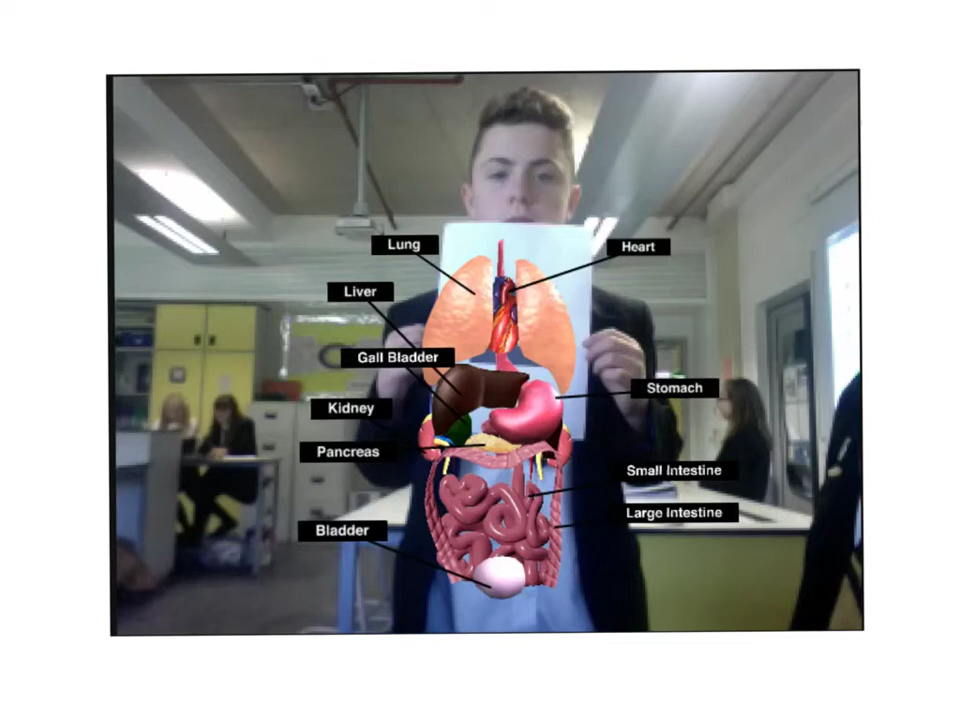 Lung
Heart
Liver
Gall Bladder
Stomach
Kidney
Pancreas
Small Intestine
Large Intestine
Bladder